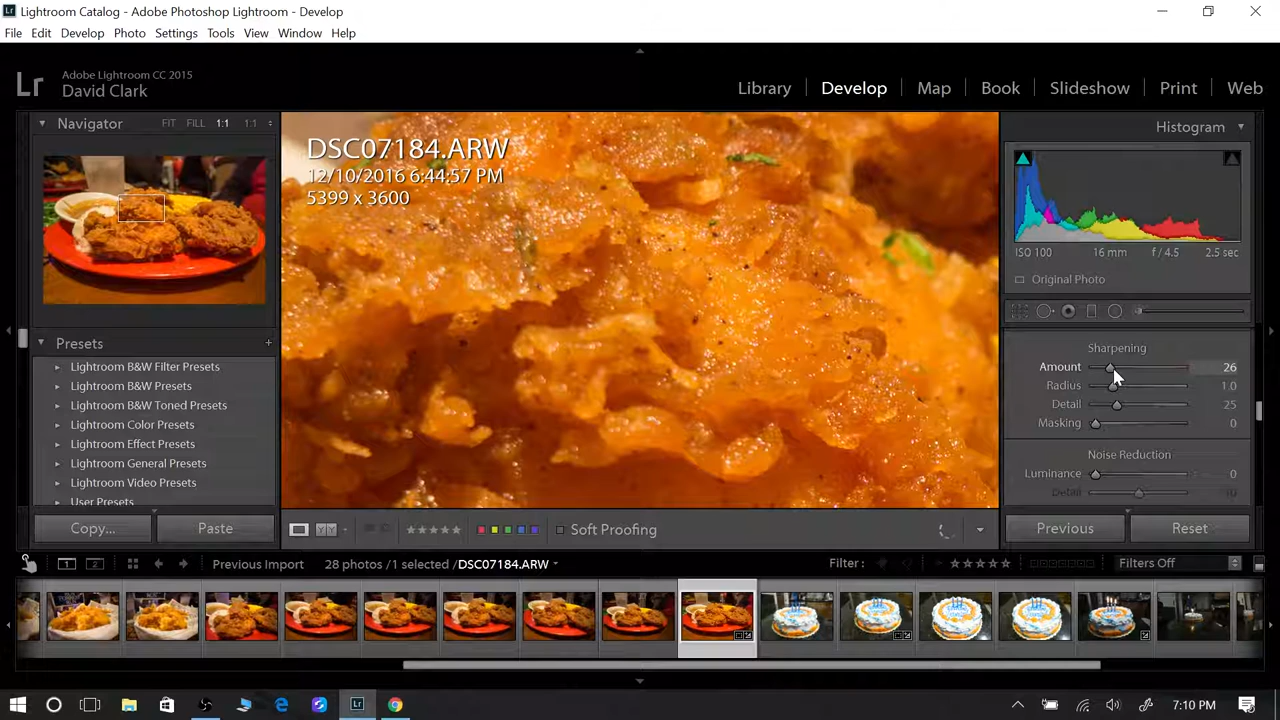 Lightroom Catalog - Adobe Photoshop Lightroom - Develop
File Edit Develop Photo Settings Tools View Window Help
Lr Adobe Lightroom CC 2015
David Clark
Library Develop Map Book Slideshow Print Web
Navigator FIT FILL 1:1 1:1
Histogram
DSC07184.ARW
12/10/2016 6:44:57 PM
5399 x 3600
ISO 100 16 mm f / 4.5 2.5 sec
Original Photo
Presets +
Lightroom B&W Filter Presets
Lightroom B&W Presets
Lightroom B&W Toned Presets
Lightroom Color Presets
Lightroom Effect Presets
Lightroom General Presets
Lightroom Video Presets
User Presets
Sharpening
Amount 26
Radius 1.0
Detail 25
Masking 0
Noise Reduction
Luminance 0
Detail
Copy... Paste
Soft Proofing
Previous Reset
1 2 Previous Import 28 photos /1 selected /DSC07184.ARW
Filter : Filters Off
Lr 7:10 PM